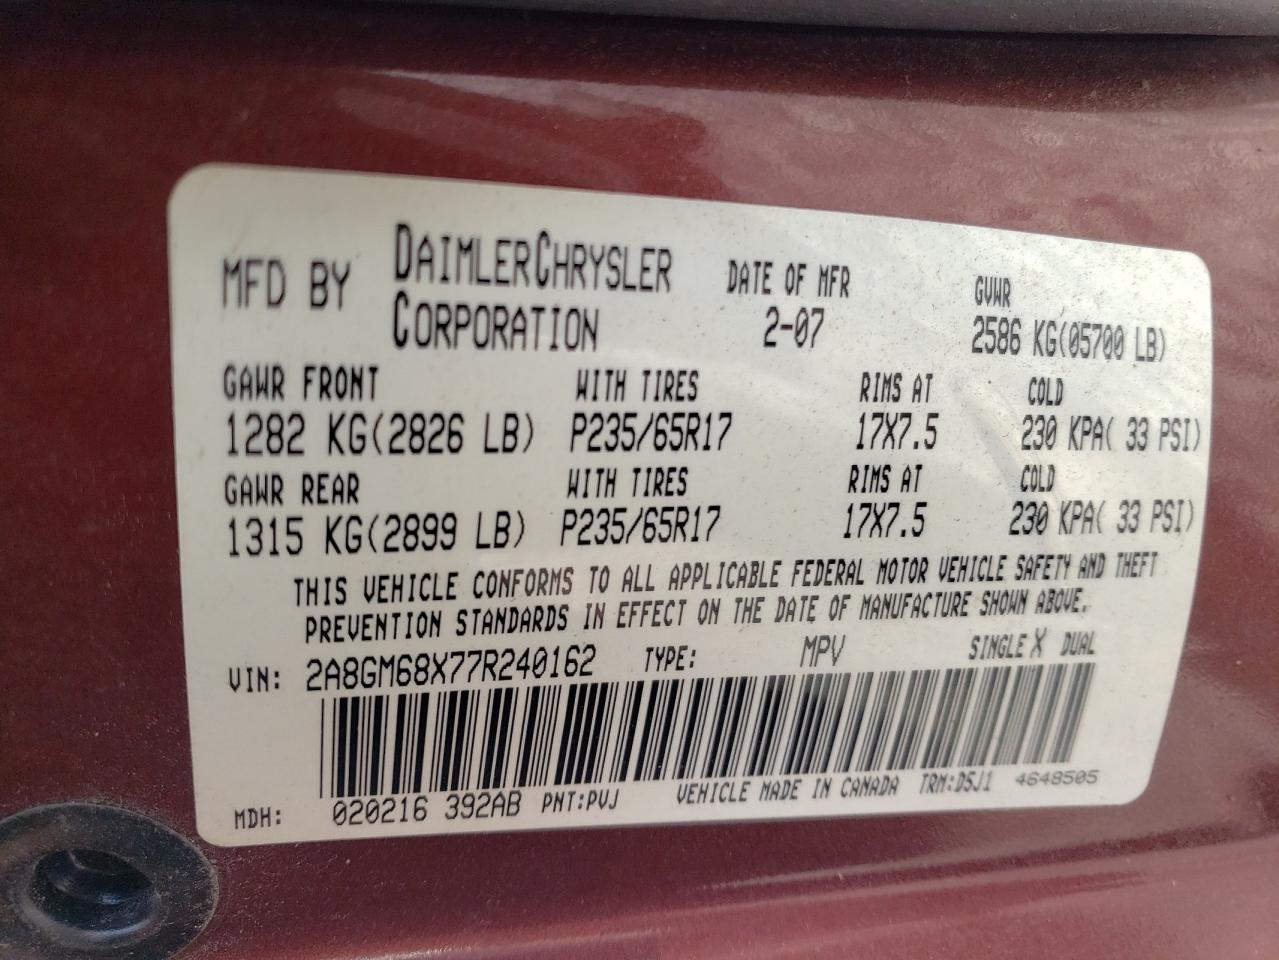 MFD BY DAIMLERCHRYSLER CORPORATION DATE OF MFR 2-07 GVWR 2586 KG(05700 LB)
GAWR FRONT WITH TIRES RIMS AT COLD
1282 KG(2826 LB) P235/65R17 17X7.5 230 KPA( 33 PSI)
GAWR REAR WITH TIRES RIMS AT COLD
1315 KG(2899 LB) P235/65R17 17X7.5 230 KPA( 33 PSI)
THIS VEHICLE CONFORMS TO ALL APPLICABLE FEDERAL MOTOR VEHICLE SAFETY AND THEFT
PREVENTION STANDARDS IN EFFECT ON THE DATE OF MANUFACTURE SHOWN ABOVE.
VIN: 2A8GM68X77R240162 TYPE: MPV SINGLE X DUAL
MDH: 020216 392AB PNT:PVJ VEHICLE MADE IN CANADA TRM:D5J1 4648505